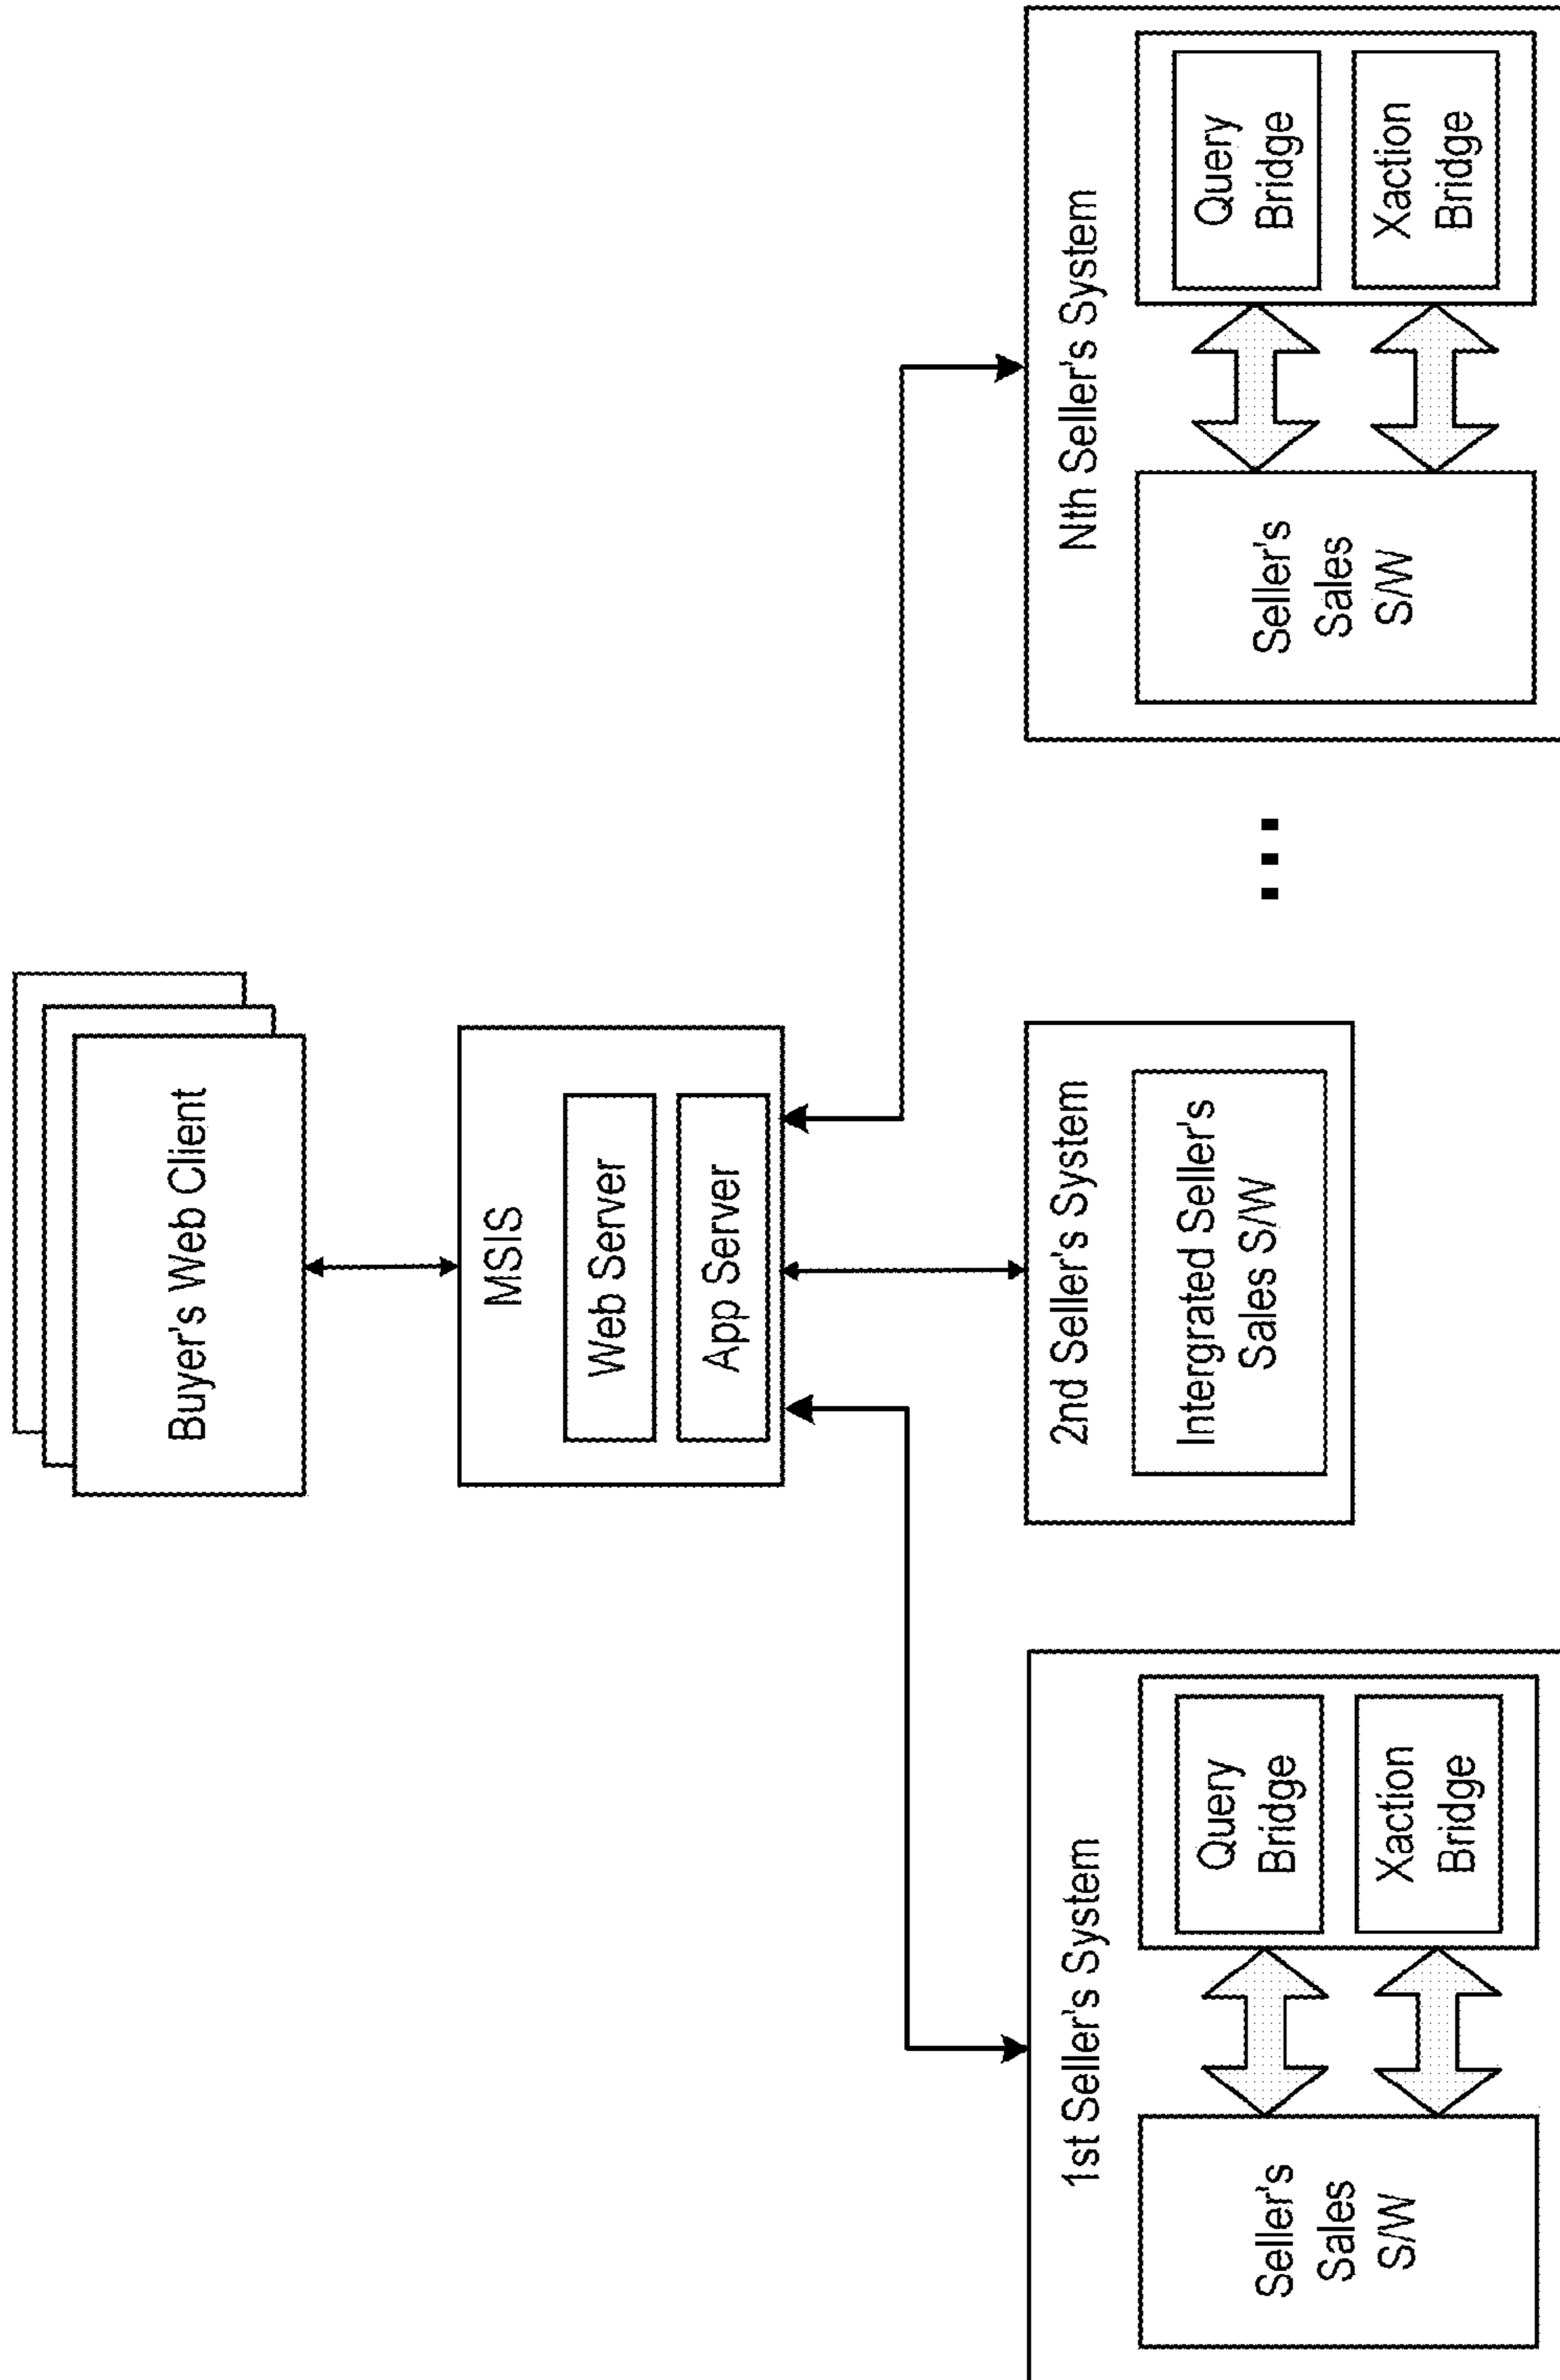 Buyer's Web Client
MSIS
Web Server
App Server
1st Seller's System
Seller's
Sales
S/W
Query
Bridge
Xaction
Bridge
2nd Seller's System
Intergrated Seller's
Sales S/W
...
Nth Seller's System
Seller's
Sales
S/W
Query
Bridge
Xaction
Bridge